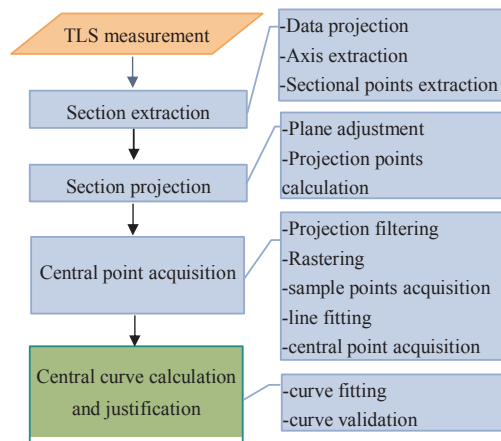 TLS measurement
-Data projection
-Axis extraction
-Sectional points extraction
Section extraction
-Plane adjustment
-Projection points
calculation
Section projection
-Projection filtering
-Rastering
-sample points acquisition
-line fitting
-central point acquisition
Central point acquisition
Central curve calculation
and justification
-curve fitting
-curve validation